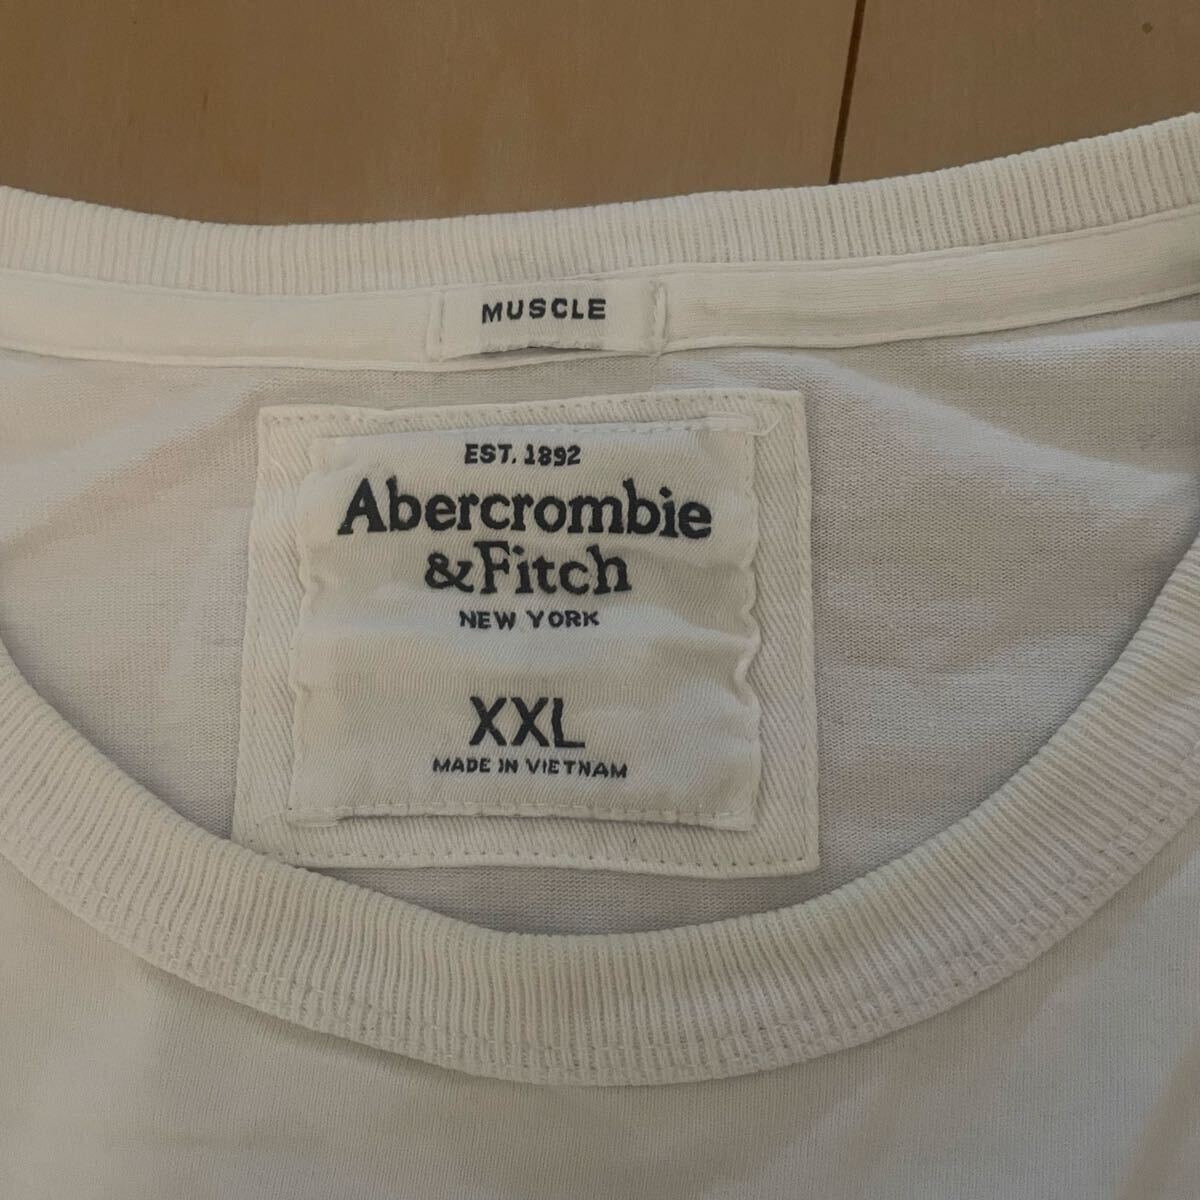 MUSCLE
EST. 1892
Abercrombie
&Fitch
NEW YORK
XXL
MADE IN VIETNAM